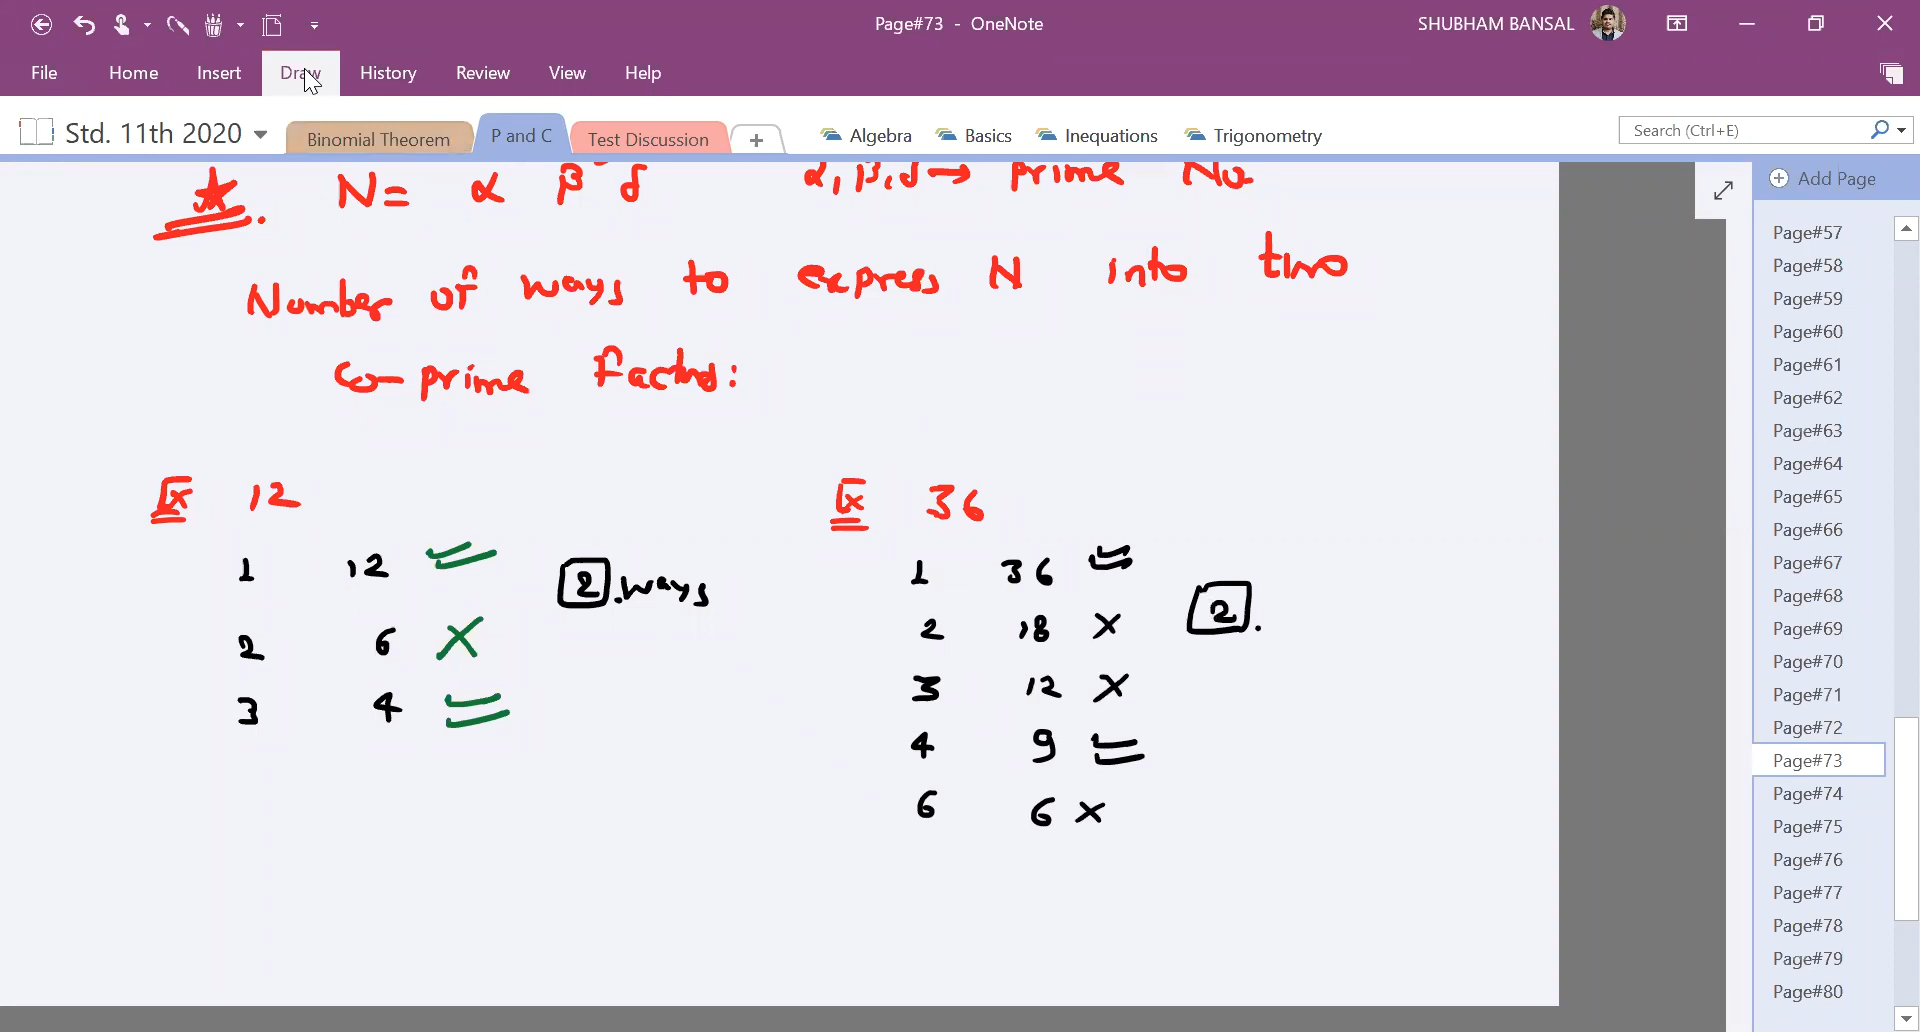 Page#73 - OneNote
SHUBHAM BANSAL
File Home Insert Draw History Review View Help
Std. 11th 2020
Binomial Theorem P and C Test Discussion + Algebra Basics Inequations Trigonometry
Search (Ctrl+E)
N = α β γ α, β, γ → prime No
Number of ways to express N into two
co-prime factors:
Ex 12
1 12
2 6 ×
3 4
2 . ways
Ex 36
1 36
2 18 ×
3 12 ×
4 9
6 6 ×
2 .
Add Page
Page#57
Page#58
Page#59
Page#60
Page#61
Page#62
Page#63
Page#64
Page#65
Page#66
Page#67
Page#68
Page#69
Page#70
Page#71
Page#72
Page#73
Page#74
Page#75
Page#76
Page#77
Page#78
Page#79
Page#80